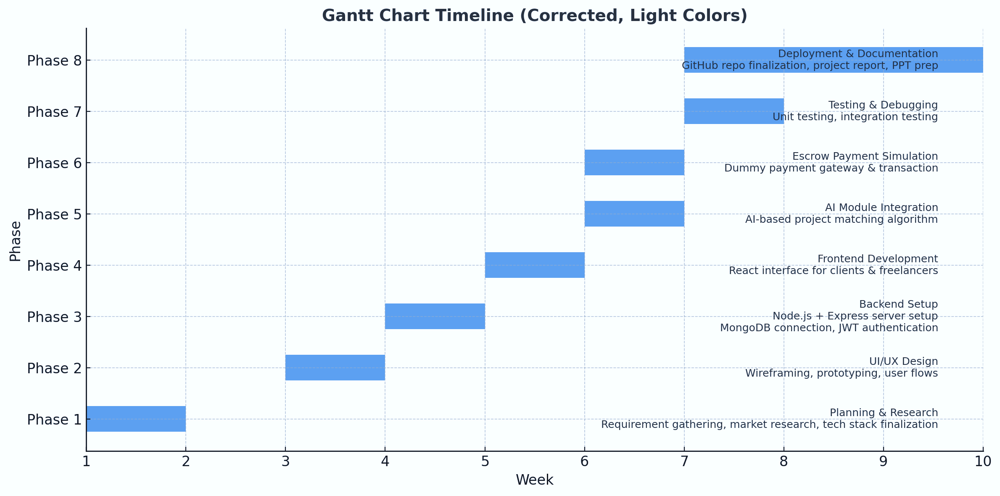 Gantt Chart Timeline (Corrected, Light Colors)
Phase
Phase 8
Deployment & Documentation
GitHub repo finalization, project report, PPT prep
Phase 7
Testing & Debugging
Unit testing, integration testing
Phase 6
Escrow Payment Simulation
Dummy payment gateway & transaction
Phase 5
AI Module Integration
AI-based project matching algorithm
Phase 4
Frontend Development
React interface for clients & freelancers
Phase 3
Backend Setup
Node.js + Express server setup
MongoDB connection, JWT authentication
Phase 2
UI/UX Design
Wireframing, prototyping, user flows
Phase 1
Planning & Research
Requirement gathering, market research, tech stack finalization
1 2 3 4 5 6 7 8 9 10
Week